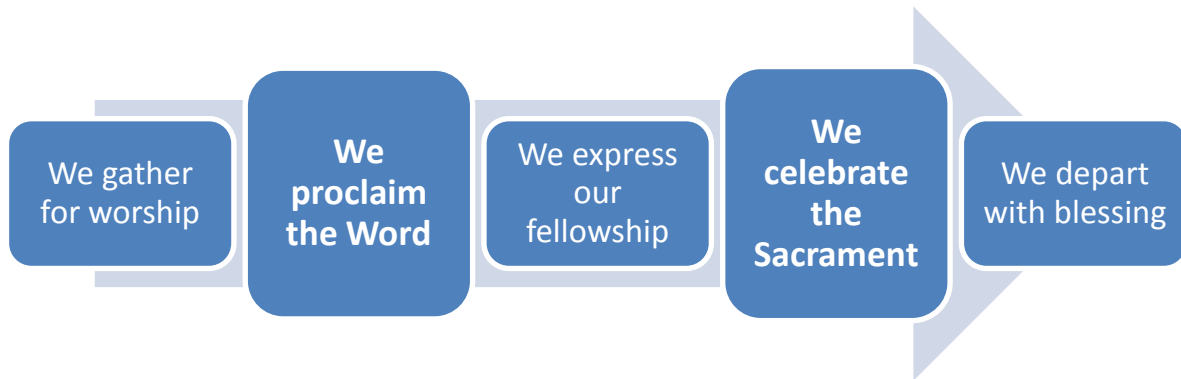 We gather
for worship
We
proclaim
the Word
We express
our
fellowship
We
celebrate
the
Sacrament
We depart
with blessing